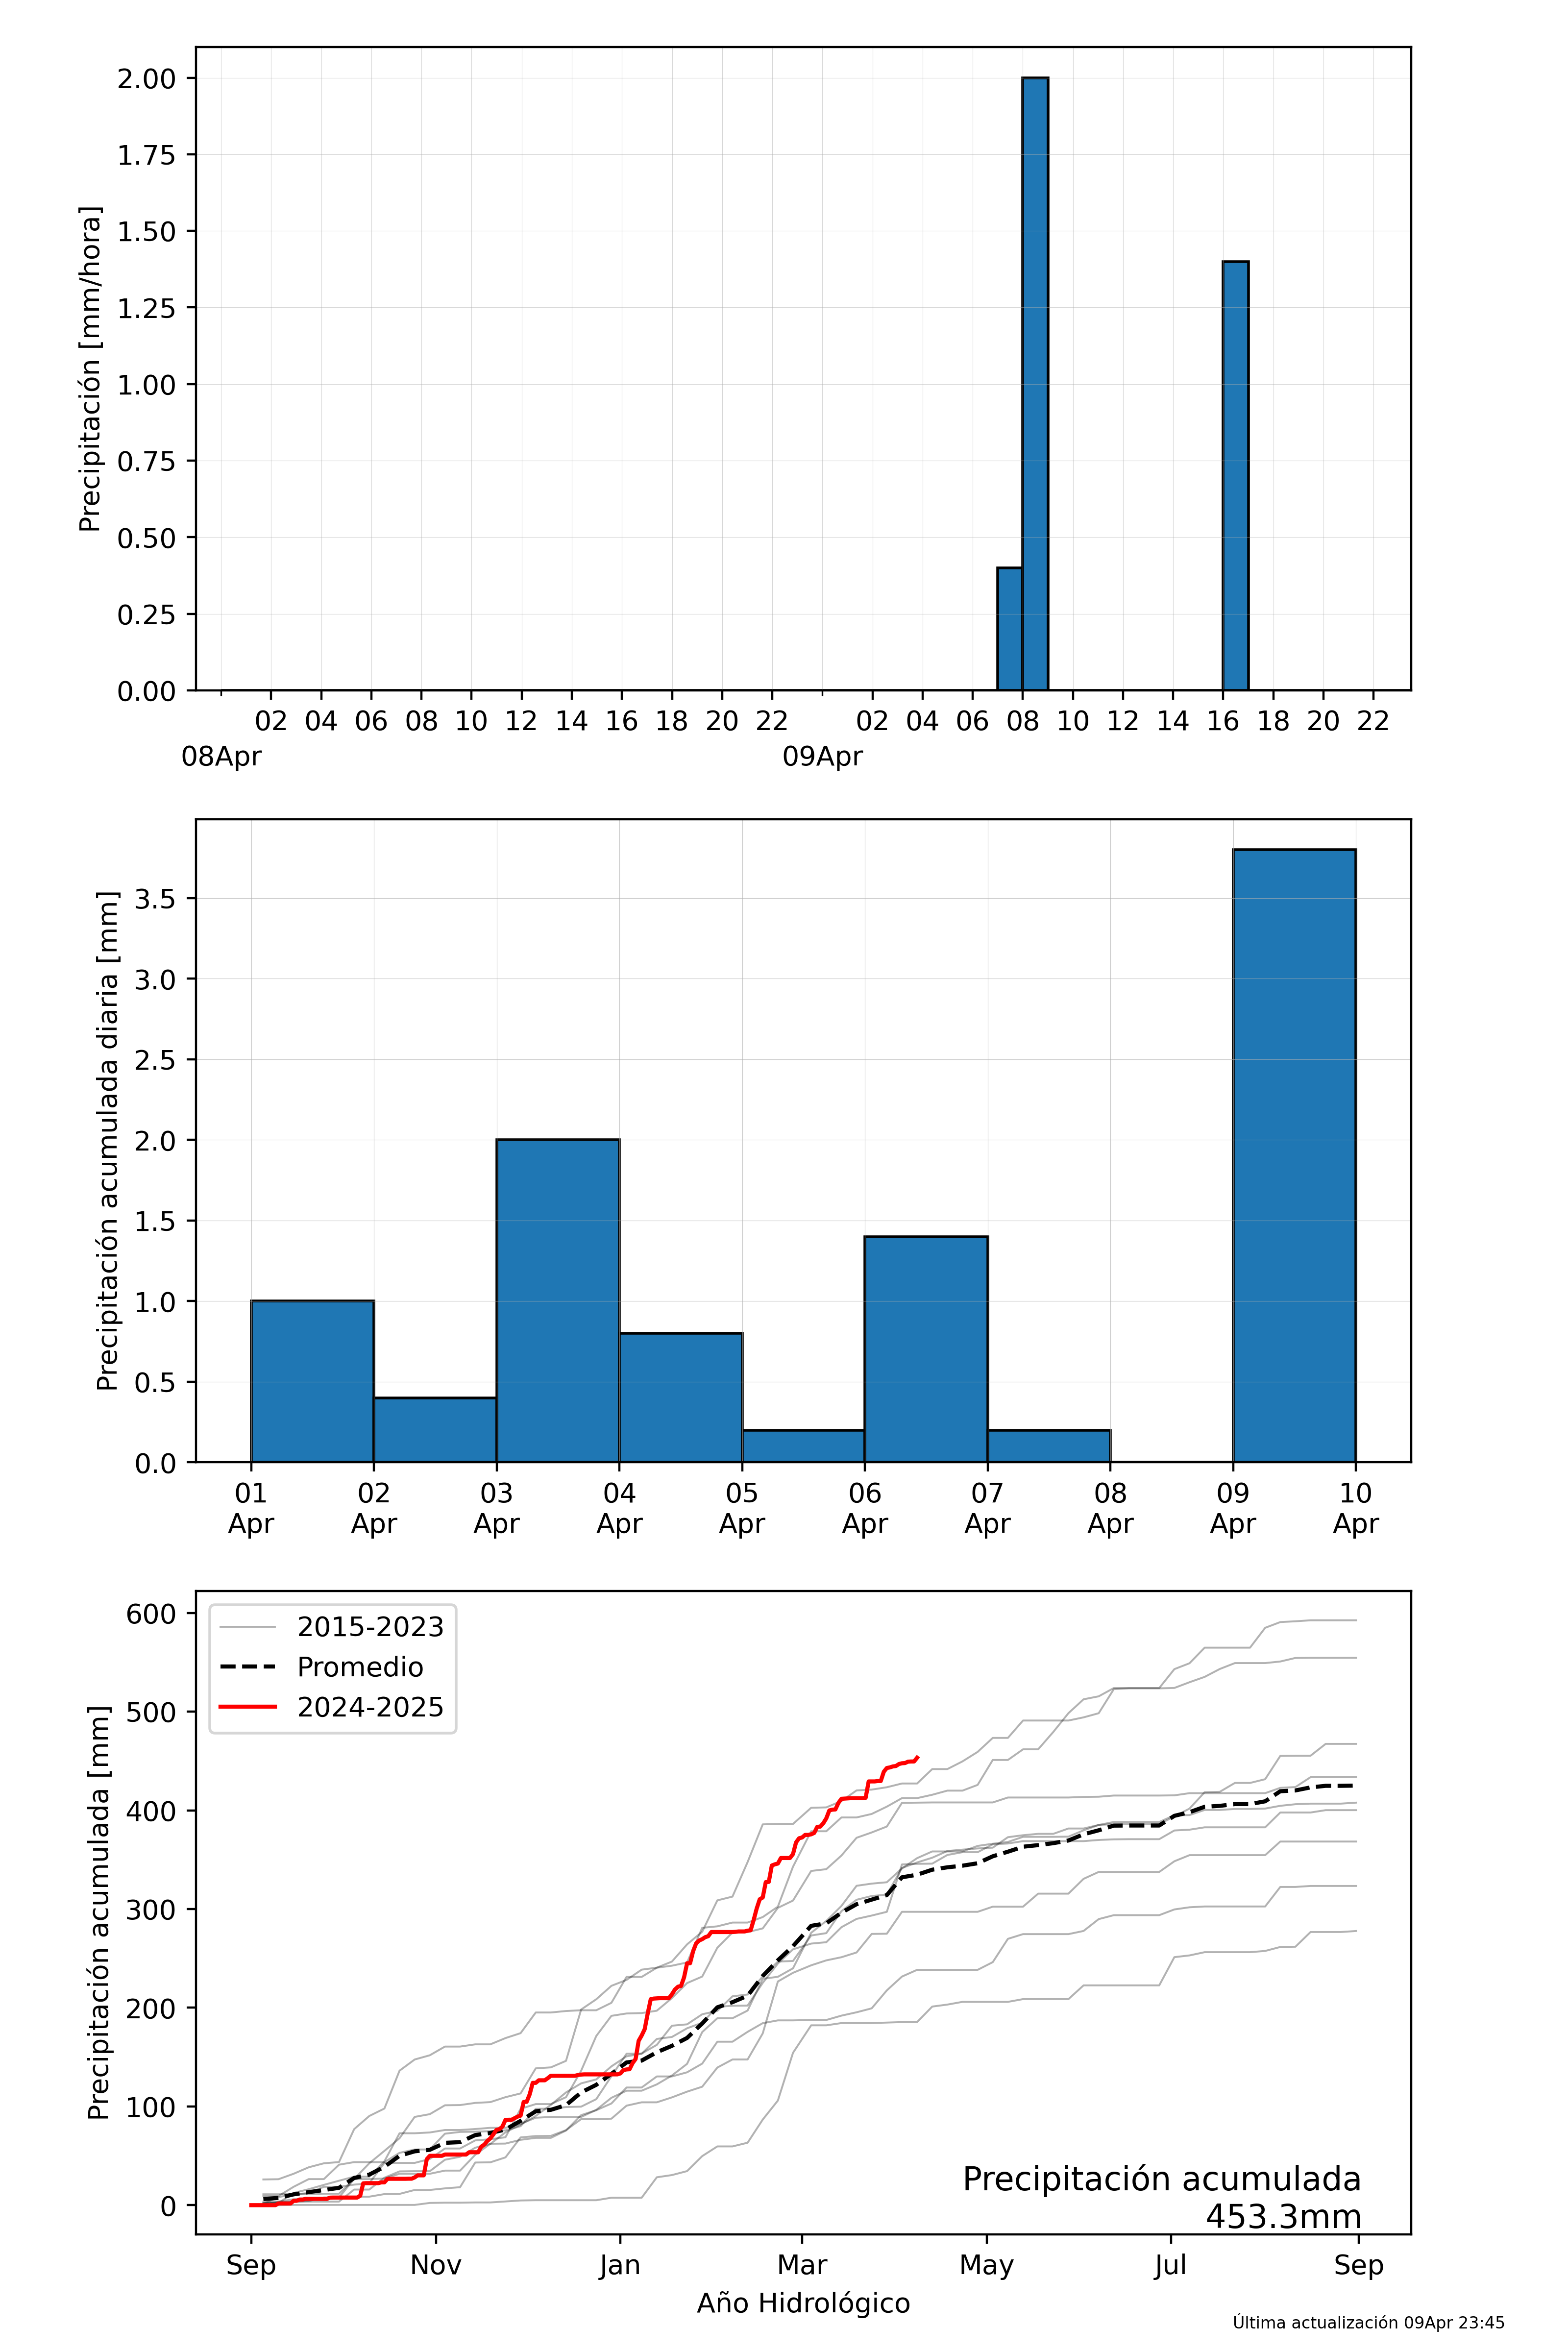 Precipitación [mm/hora]
2.00
1.75
1.50
1.25
1.00
0.75
0.50
0.25
0.00
02 04 06 08 10 12 14 16 18 20 22 02 04 06 08 10 12 14 16 18 20 22
08Apr 09Apr
Precipitación acumulada diaria [mm]
3.5
3.0
2.5
2.0
1.5
1.0
0.5
0.0
01 02 03 04 05 06 07 08 09 10
Apr Apr Apr Apr Apr Apr Apr Apr Apr Apr
Precipitación acumulada [mm]
600
500
400
300
200
100
0
2015-2023
Promedio
2024-2025
Precipitación acumulada
453.3mm
Sep Nov Jan Mar May Jul Sep
Año Hidrológico
Última actualización 09Apr 23:45